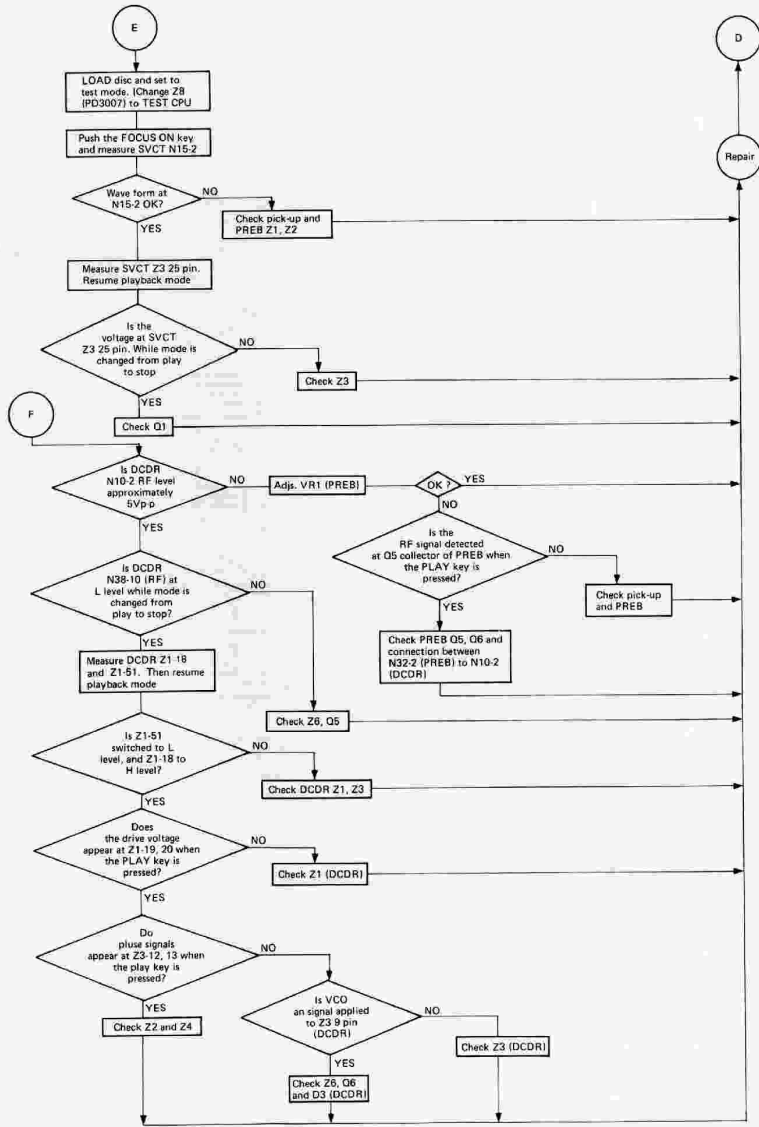 E
D
LOAD disc and set to
test mode. (Change Z8
(PD3007) to TEST CPU
Push the FOCUS ON key
and measure SVCT N15-2
Repair
Wave form at
N15-2 OK?
NO
YES
Check pick-up and
PREB Z1, Z2
Measure SVCT Z3 25 pin.
Resume playback mode
Is the
voltage at SVCT
Z3 25 pin. While mode is
changed from play
to stop
NO
YES
Check Z3
F
Check Q1
Is DCDR
N10-2 RF level
approximately
5Vp-p
NO
YES
Adjs. VR1 (PREB)
OK ?
YES
NO
Is the
RF signal detected
at Q5 collector of PREB when
the PLAY key is
pressed?
NO
YES
Check pick-up
and PREB
Is DCDR
N38-10 (RF) at
L level while mode is
changed from
play to stop?
NO
YES
Check PREB Q5, Q6 and
connection between
N32-2 (PREB) to N10-2
(DCDR)
Measure DCDR Z1-18
and Z1-51. Then resume
playback mode
Check Z6, Q5
Is Z1-51
switched to L
level, and Z1-18 to
H level?
NO
YES
Check DCDR Z1, Z3
Does
the drive voltage
appear at Z1-19, 20 when
the PLAY key is
pressed?
NO
YES
Check Z1 (DCDR)
Do
pluse signals
appear at Z3-12, 13 when
the play key is
pressed?
NO
YES
Check Z2 and Z4
Is VCO
an signal applied
to Z3 9 pin
(DCDR)
NO
YES
Check Z3 (DCDR)
Check Z6, Q6
and D3 (DCDR)